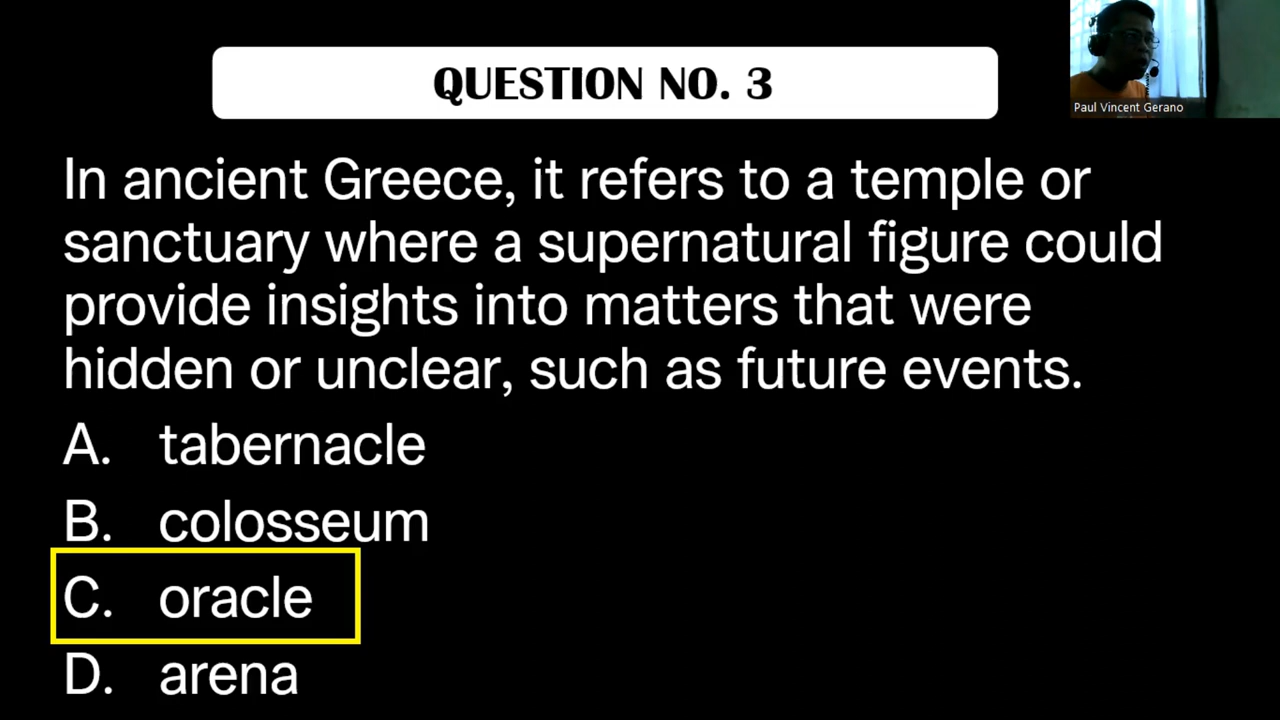 QUESTION NO. 3
Paul Vincent Gerano
In ancient Greece, it refers to a temple or
sanctuary where a supernatural figure could
provide insights into matters that were
hidden or unclear, such as future events.
A. tabernacle
B. colosseum
C. oracle
D. arena